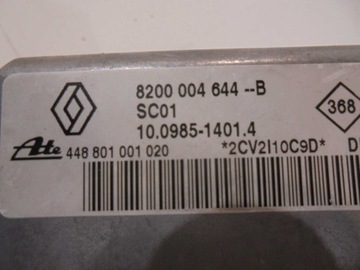 8200 004 644 --B
SC01
368
10.0985-1401.4
Ate 448 801 001 020 *2CV2I10C9D* D